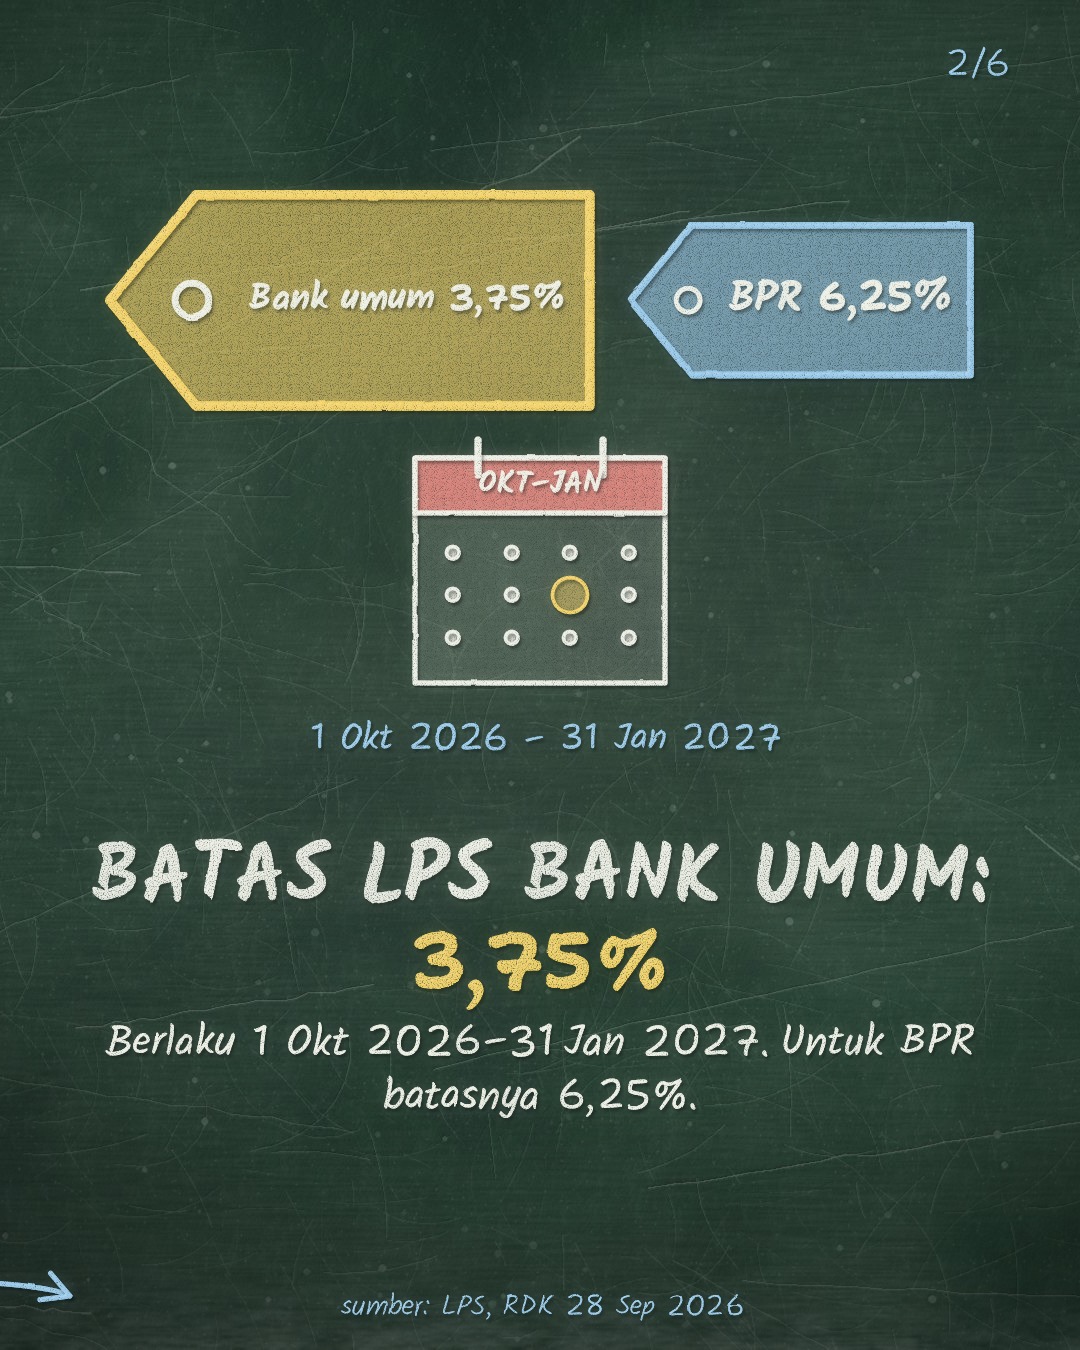 2/6
Bank umum 3,75%
BPR 6,25%
OKT-JAN
1 Okt 2026 - 31 Jan 2027
BATAS LPS BANK UMUM:
3,75%
Berlaku 1 Okt 2026-31 Jan 2027. Untuk BPR
batasnya 6,25%.
sumber: LPS, RDK 28 Sep 2026